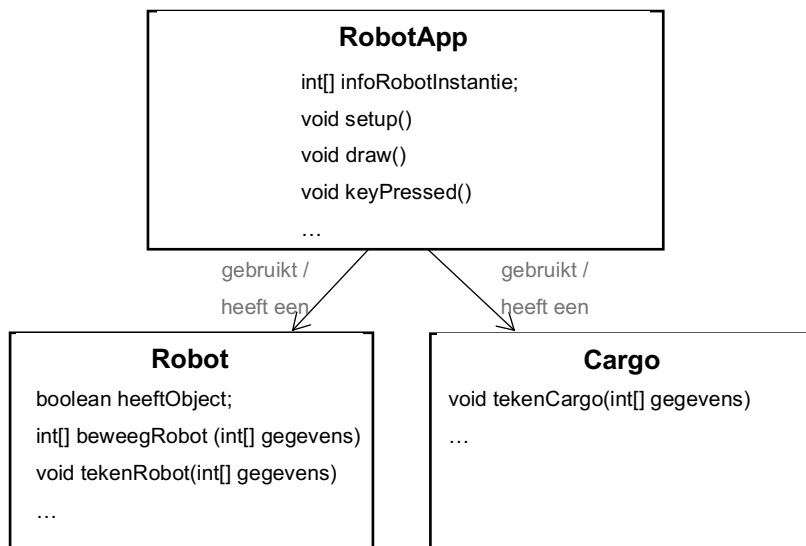 RobotApp
int[] infoRobotInstantie;
void setup()
void draw()
void keyPressed()
…
gebruikt /
heeft een
gebruikt /
heeft een
Robot
boolean heeftObject;
int[] beweegRobot (int[] gegevens)
void tekenRobot(int[] gegevens)
…
Cargo
void tekenCargo(int[] gegevens)
…